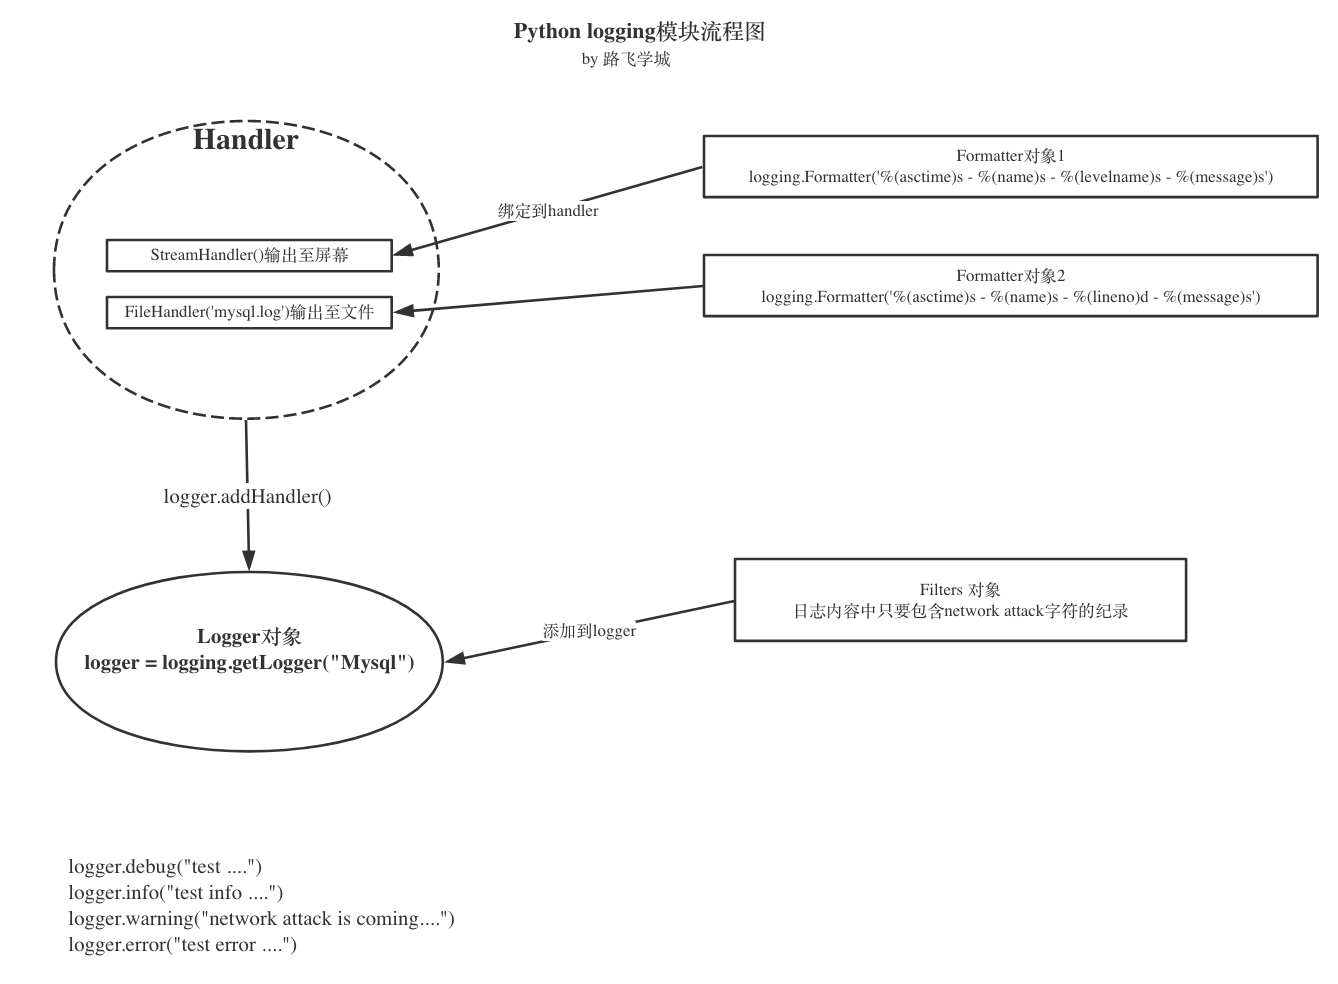 Python logging模块流程图
by 路飞学城
Handler
Formatter对象1
logging.Formatter('%(asctime)s - %(name)s - %(levelname)s - %(message)s')
绑定到handler
StreamHandler()输出至屏幕
Formatter对象2
logging.Formatter('%(asctime)s - %(name)s - %(lineno)d - %(message)s')
FileHandler('mysql.log')输出至文件
logger.addHandler()
Filters 对象
日志内容中只要包含network attack字符的纪录
添加到logger
Logger对象
logger = logging.getLogger("Mysql")
logger.debug("test ....")
logger.info("test info ....")
logger.warning("network attack is coming....")
logger.error("test error ....")